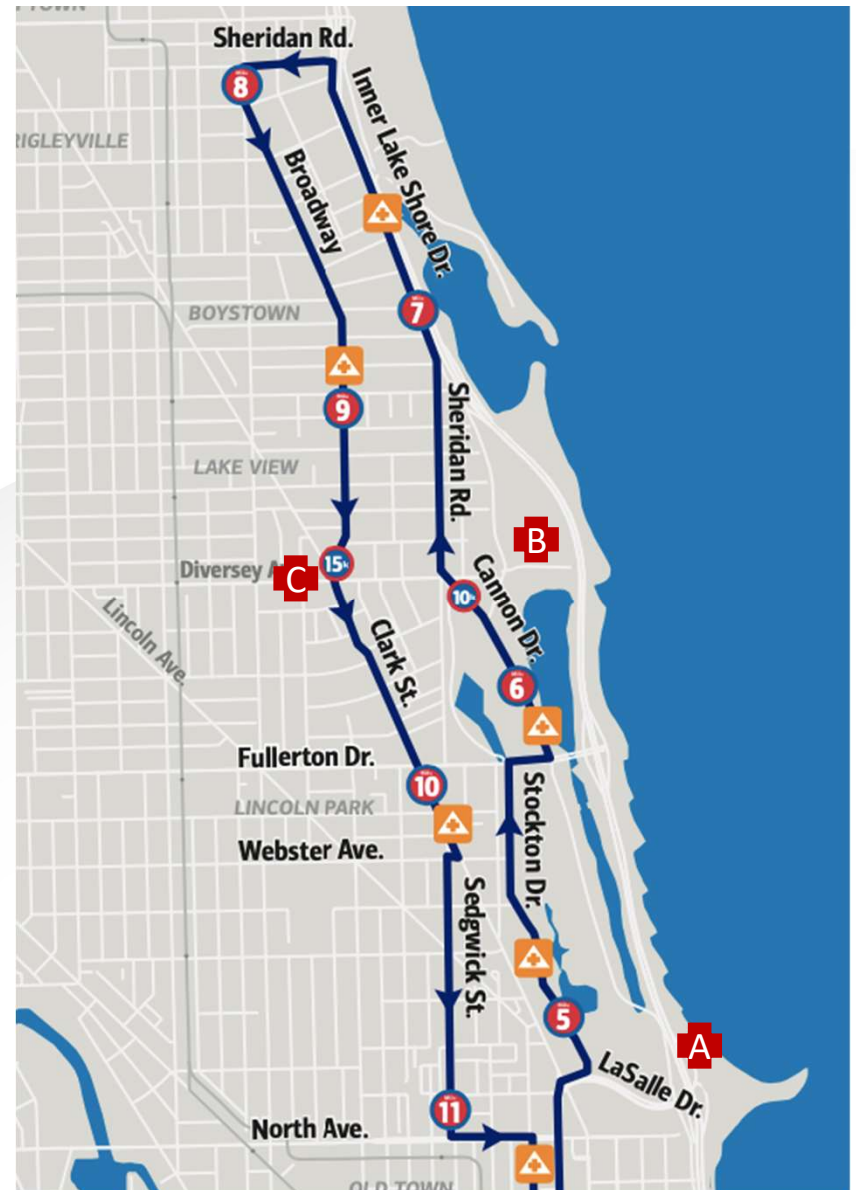 Sheridan Rd.
8
RIGLEYVILLE
Inner Lake Shore Dr.
Broadway
7
BOYSTOWN
9
Sheridan Rd.
LAKE VIEW
B
Diversey
C
15k
Cannon Dr.
10k
Lincoln Ave.
Clark St.
6
Fullerton Dr.
10
LINCOLN PARK
Stockton Dr.
Webster Ave.
Sedgwick St.
5
A
LaSalle Dr.
11
North Ave.
OLD TOWN